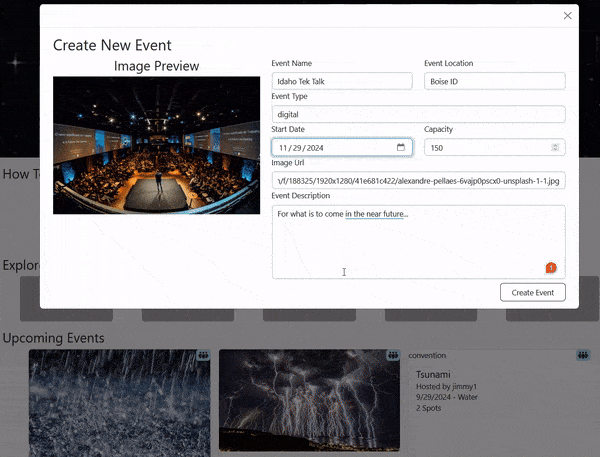 Create New Event
Image Preview
Event Name
Event Location
Idaho Tek Talk
Boise ID
Event Type
digital
Start Date
Capacity
11/29/2024
150
Image Url
ı/f/188325/1920x1280/41e681c422/alexandre-pellaes-6vajp0pscx0-unsplash-1-1.jpg
Event Description
For what is to come in the near future...
1
Create Event
How T
Explor
Upcoming Events
convention
Tsunami
Hosted by jimmy1
9/29/2024 - Water
2 Spots